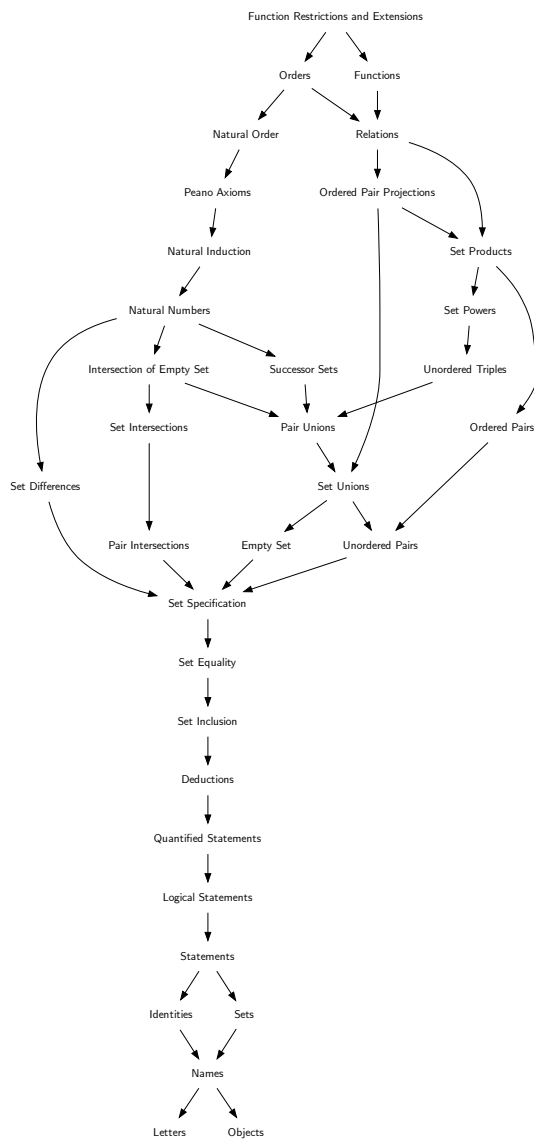 Function Restrictions and Extensions
Orders
Functions
Natural Order
Relations
Peano Axioms
Ordered Pair Projections
Natural Induction
Set Products
Natural Numbers
Set Powers
Intersection of Empty Set
Successor Sets
Unordered Triples
Set Intersections
Pair Unions
Ordered Pairs
Set Differences
Set Unions
Pair Intersections
Empty Set
Unordered Pairs
Set Specification
Set Equality
Set Inclusion
Deductions
Quantified Statements
Logical Statements
Statements
Identities
Sets
Names
Letters
Objects